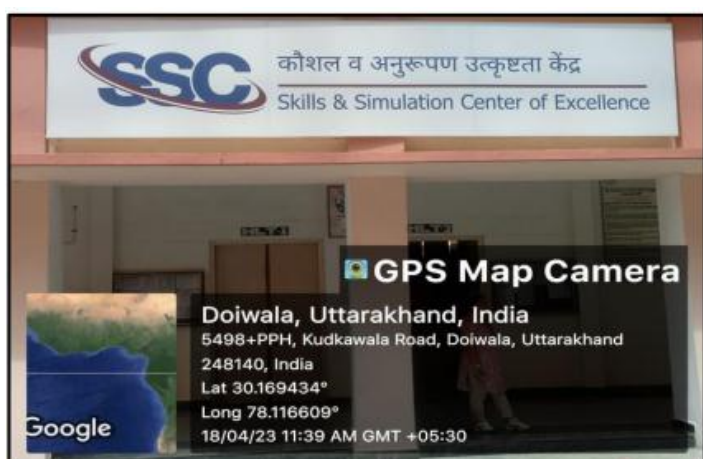 SSC
कौशल व अनुरूपण उत्कृष्टता केंद्र
Skills & Simulation Center of Excellence
GPS Map Camera
Doiwala, Uttarakhand, India
5498+PPH, Kudkawala Road, Doiwala, Uttarakhand
248140, India
Lat 30.169434°
Long 78.116609°
18/04/23 11:39 AM GMT +05:30
Google